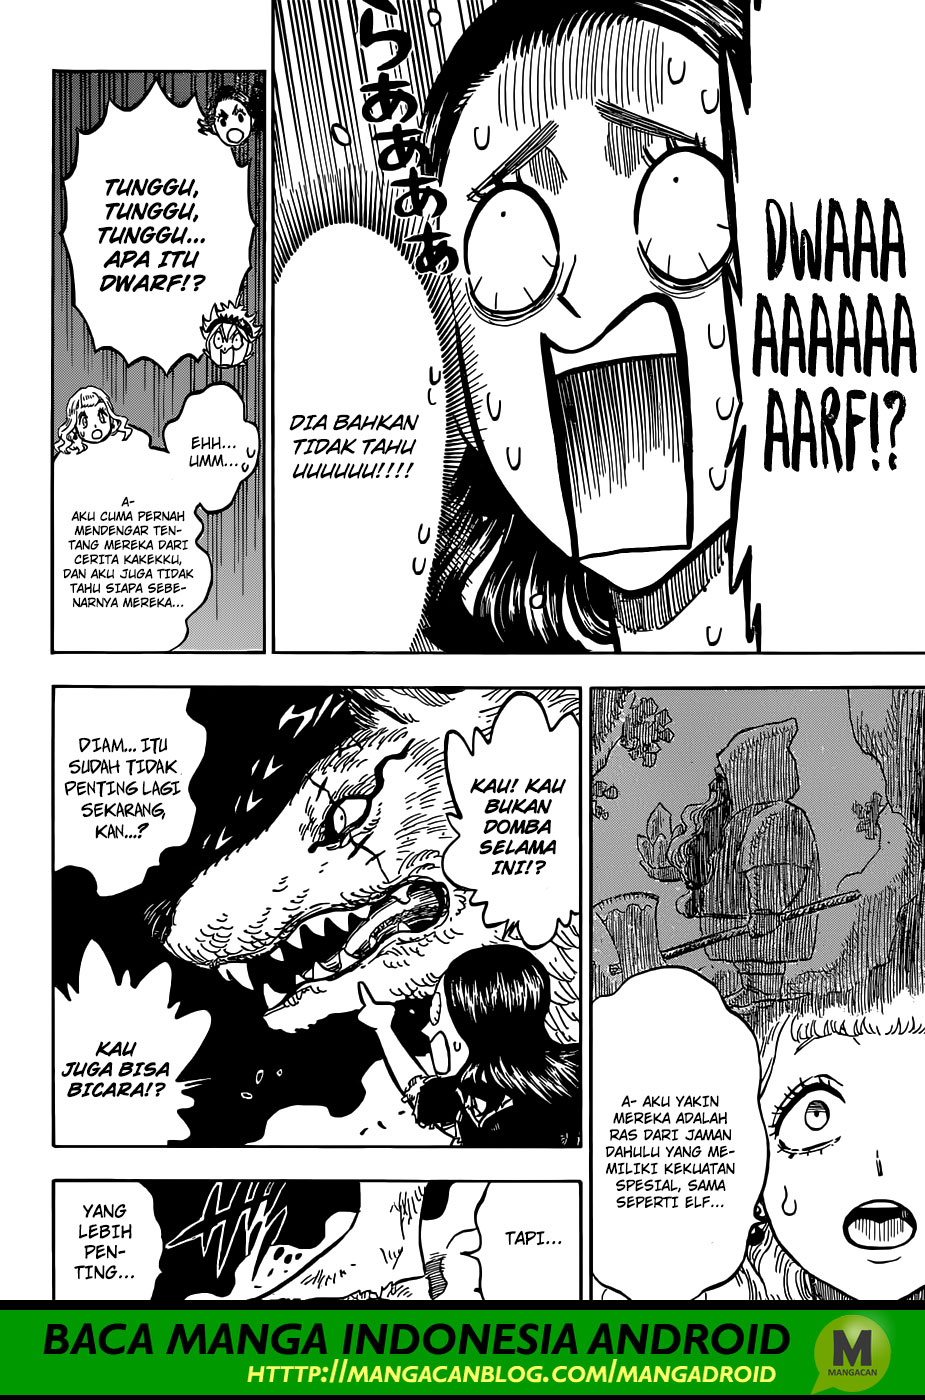 DWAAA
AAAAAA
AARF!?
らああああぁ
DIA BAHKAN
TIDAK TAHU
UUUUUU!!!!
TUNGGU,
TUNGGU,
TUNGGU...
APA ITU
DWARF!?
EHH...
UMM...
A-
AKU CUMA PERNAH
MENDENGAR TEN-
TANG MEREKA DARI
CERITA KAKEKKU,
DAN AKU JUGA TIDAK
TAHU SIAPA SEBE-
NARNYA MEREKA...
A- AKU YAKIN
MEREKA ADALAH
RAS DARI JAMAN
DAHULU YANG ME-
MILIKI KEKUATAN
SPESIAL, SAMA
SEPERTI ELF...
KAU! KAU
BUKAN
DOMBA
SELAMA
INI!?
DIAM... ITU
SUDAH TIDAK
PENTING LAGI
SEKARANG,
KAN...?
KAU
JUGA BISA
BICARA!?
TAPI...
YANG
LEBIH
PEN-
TING...
BACA MANGA INDONESIA ANDROID
HTTTP://MANGACANBLOG.COM/MANGADROID
M
MANGACAN